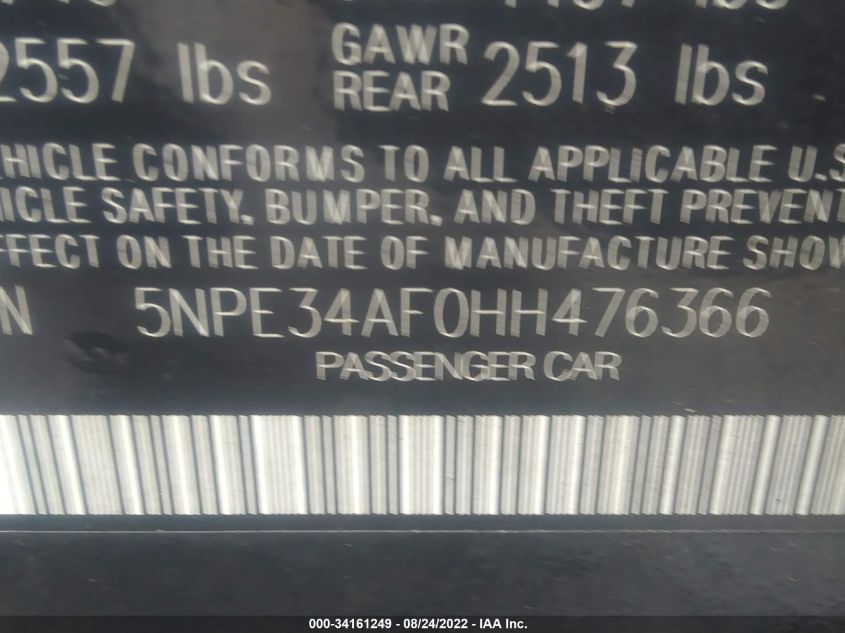 2557 lbs GAWR REAR 2513 lbs
EHICLE CONFORMS TO ALL APPLICABLE U.S
ICLE SAFETY, BUMPER, AND THEFT PREVENT
FFECT ON THE DATE OF MANUFACTURE SHOW
N 5NPE34AF0HH476366
PASSENGER CAR
000-34161249 - 08/24/2022 - IAA Inc.